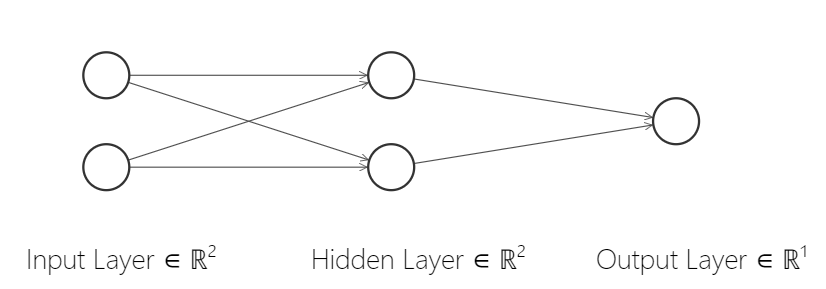 Input Layer ∈ ℝ² Hidden Layer ∈ ℝ² Output Layer ∈ ℝ¹